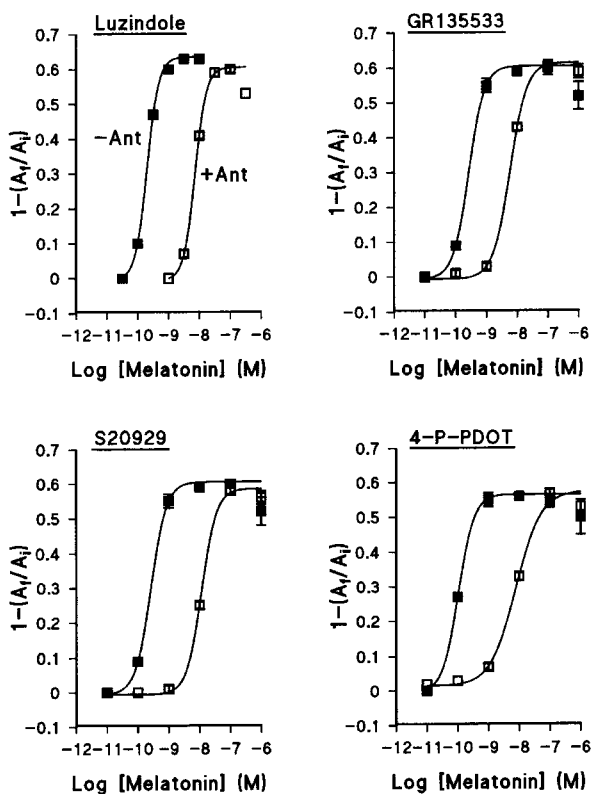 Luzindole
0.7
0.6
0.5
0.4
0.3
0.2
0.1
0
−0.1
1−(Af/Ai)
−Ant
+Ant
−12−11−10 −9 −8 −7 −6
Log [Melatonin] (M)
GR135533
0.7
0.6
0.5
0.4
0.3
0.2
0.1
0
−0.1
1−(Af/Ai)
−12−11−10 −9 −8 −7 −6
Log [Melatonin] (M)
S20929
0.7
0.6
0.5
0.4
0.3
0.2
0.1
0
−0.1
1−(Af/Ai)
−12−11−10 −9 −8 −7 −6
Log [Melatonin] (M)
4-P-PDOT
0.7
0.6
0.5
0.4
0.3
0.2
0.1
0
−0.1
1−(Af/Ai)
−12−11−10 −9 −8 −7 −6
Log [Melatonin] (M)